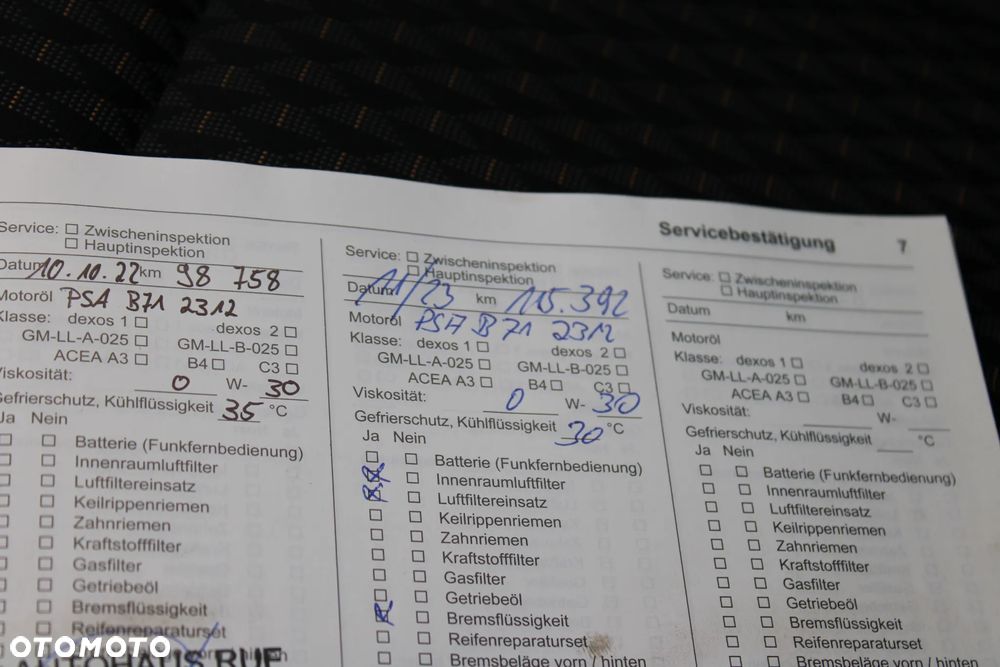 Servicebestätigung 7
Service: ☐ Zwischeninspektion
☐ Hauptinspektion
Datum 10.10.22 km 98 758
Motoröl PSA B71 2312
Klasse: dexos 1 ☐ dexos 2 ☐
GM-LL-A-025 ☐ GM-LL-B-025 ☐
ACEA A3 ☐ B4 ☐ C3 ☐
Viskosität: 0 W- 30
Gefrierschutz, Kühlflüssigkeit 35 °C
Ja Nein
☐ ☐ Batterie (Funkfernbedienung)
☐ ☐ Innenraumluftfilter
☐ ☐ Luftfiltereinsatz
☐ ☐ Keilrippenriemen
☐ ☐ Zahnriemen
☐ ☐ Kraftstofffilter
☐ ☐ Gasfilter
☐ ☐ Getriebeöl
☐ ☐ Bremsflüssigkeit
☐ ☐ Reifenreparaturset
hinten
AUTOHAUS RUF
Service: ☐ Zwischeninspektion
☐ Hauptinspektion
Datum 11/23 km 115.392
Motoröl PSA B71 2312
Klasse: dexos 1 ☐ dexos 2 ☐
GM-LL-A-025 ☐ GM-LL-B-025 ☐
ACEA A3 ☐ B4 ☐ C3 ☐
Viskosität: 0 W- 30
Gefrierschutz, Kühlflüssigkeit 30 °C
Ja Nein
☐ ☐ Batterie (Funkfernbedienung)
☒ ☐ Innenraumluftfilter
☒ ☐ Luftfiltereinsatz
☐ ☐ Keilrippenriemen
☐ ☐ Zahnriemen
☐ ☐ Kraftstofffilter
☐ ☐ Gasfilter
☐ ☐ Getriebeöl
☒ ☐ Bremsflüssigkeit
☐ ☐ Reifenreparaturset
☐ ☐ Bremsbeläge vorn / hinten
Service: ☐ Zwischeninspektion
☐ Hauptinspektion
Datum km
Motoröl
Klasse: dexos 1 ☐ dexos 2 ☐
GM-LL-A-025 ☐ GM-LL-B-025 ☐
ACEA A3 ☐ B4 ☐ C3 ☐
Viskosität: W-
Gefrierschutz, Kühlflüssigkeit °C
Ja Nein
☐ ☐ Batterie (Funkfernbedienung)
☐ ☐ Innenraumluftfilter
☐ ☐ Luftfiltereinsatz
☐ ☐ Keilrippenriemen
☐ ☐ Zahnriemen
☐ ☐ Kraftstofffilter
☐ ☐ Gasfilter
☐ ☐ Getriebeöl
☐ ☐ Bremsflüssigkeit
☐ ☐ Reifenreparaturset
☐ ☐ Bremsbeläge vorn / hinten
OTOMOTO